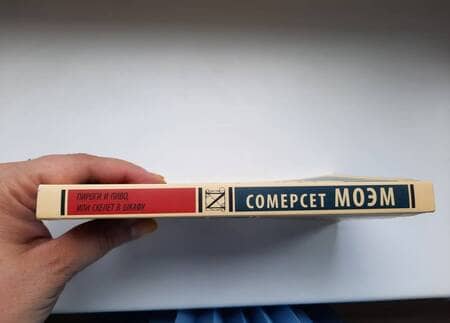 ПИРОГИ И ПИВО,
ИЛИ СКЕЛЕТ В ШКАФУ
СОМЕРСЕТ МОЭМ